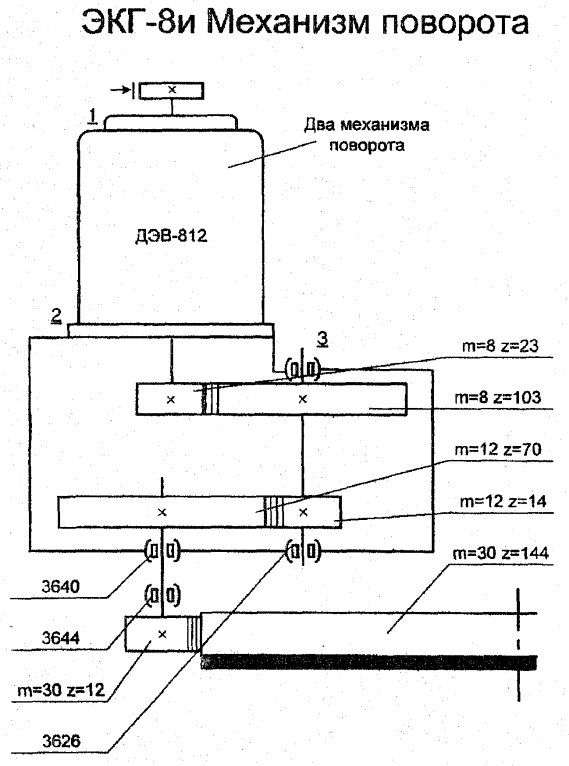 ЭКГ-8и Механизм поворота
1
Два механизма
поворота
ДЭВ-812
2
3
m=8 z=23
m=8 z=103
m=12 z=70
m=12 z=14
m=30 z=144
3640
3644
m=30 z=12
3626